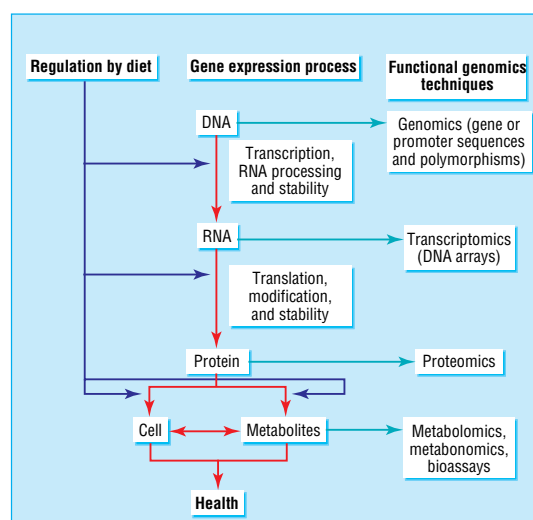 Regulation by diet
Gene expression process
Functional genomics
techniques
DNA
Genomics (gene or
promoter sequences
and polymorphisms)
Transcription,
RNA processing
and stability
RNA
Transcriptomics
(DNA arrays)
Translation,
modification,
and stability
Protein
Proteomics
Cell
Metabolites
Metabolomics,
metabonomics,
bioassays
Health